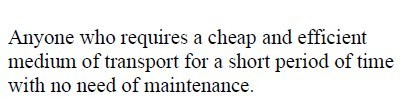 Anyone who requires a cheap and efficient
medium of transport for a short period of time
with no need of maintenance.